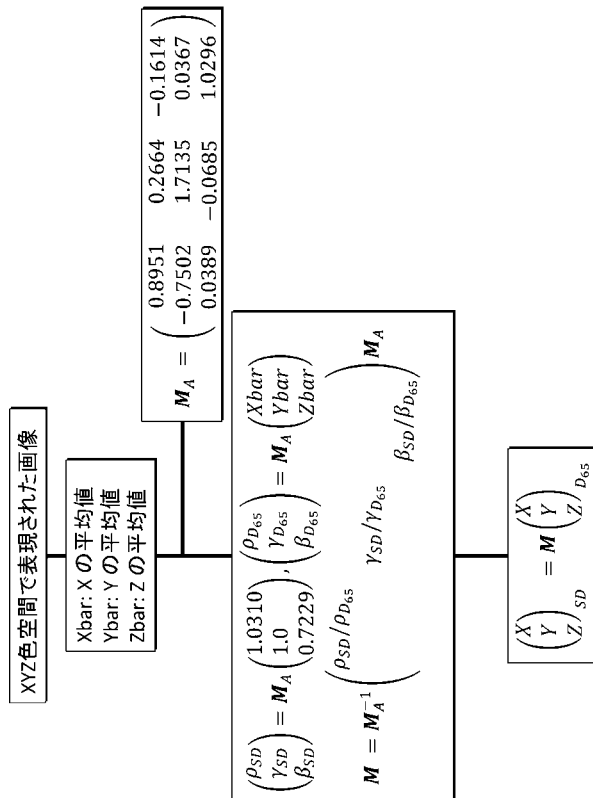 XYZ色空間で表現された画像
Xbar: X の平均値
Ybar: Y の平均値
Zbar: Z の平均値
M_A = ( 0.8951 0.2664 −0.1614
−0.7502 1.7135 0.0367
0.0389 −0.0685 1.0296 )
(ρ_SD γ_SD β_SD) = M_A (1.0310 1.0 0.7229), (ρ_D65 γ_D65 β_D65) = M_A (Xbar Ybar Zbar)
M = M_A^−1 ( ρ_SD/ρ_D65 γ_SD/γ_D65 β_SD/β_D65 ) M_A
(X Y Z)_SD = M (X Y Z)_D65